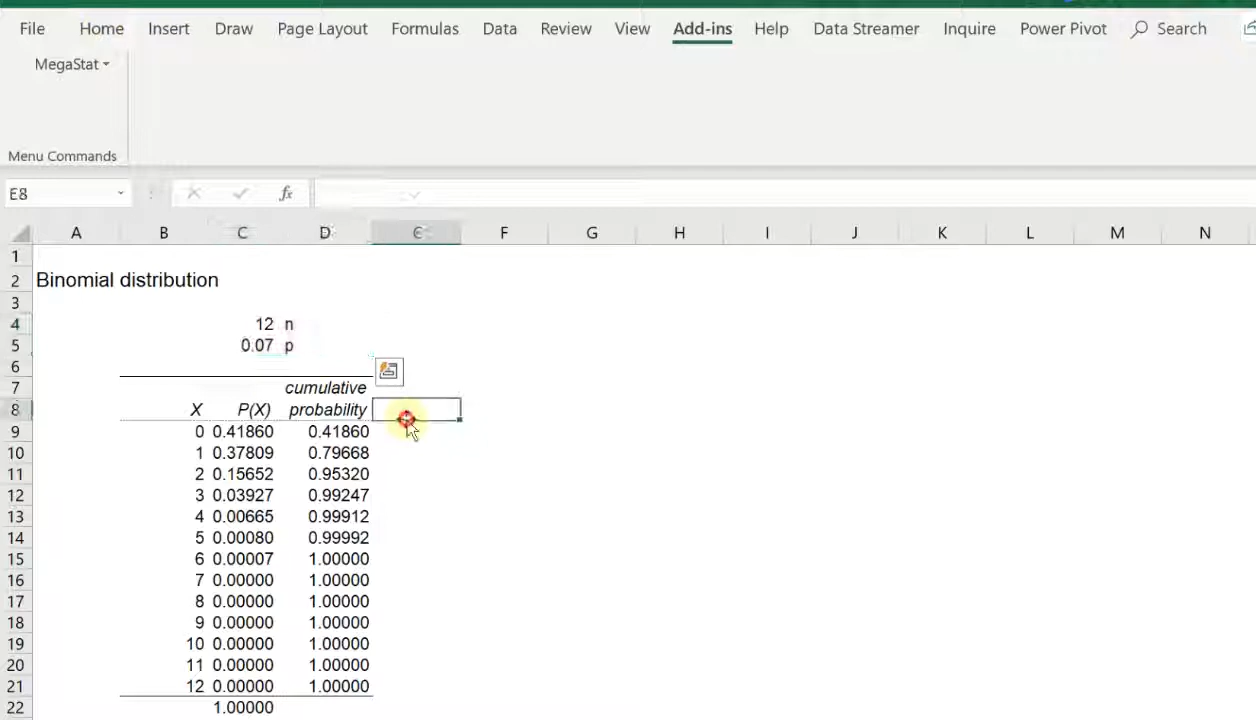 File Home Insert Draw Page Layout Formulas Data Review View Add-ins Help Data Streamer Inquire Power Pivot Search
MegaStat
Menu Commands
E8 fx
A B C D E F G H I J K L M N
1
2 Binomial distribution
3
4 12 n
5 0.07 p
6
7 cumulative
8 X P(X) probability
9 0 0.41860 0.41860
10 1 0.37809 0.79668
11 2 0.15652 0.95320
12 3 0.03927 0.99247
13 4 0.00665 0.99912
14 5 0.00080 0.99992
15 6 0.00007 1.00000
16 7 0.00000 1.00000
17 8 0.00000 1.00000
18 9 0.00000 1.00000
19 10 0.00000 1.00000
20 11 0.00000 1.00000
21 12 0.00000 1.00000
22 1.00000